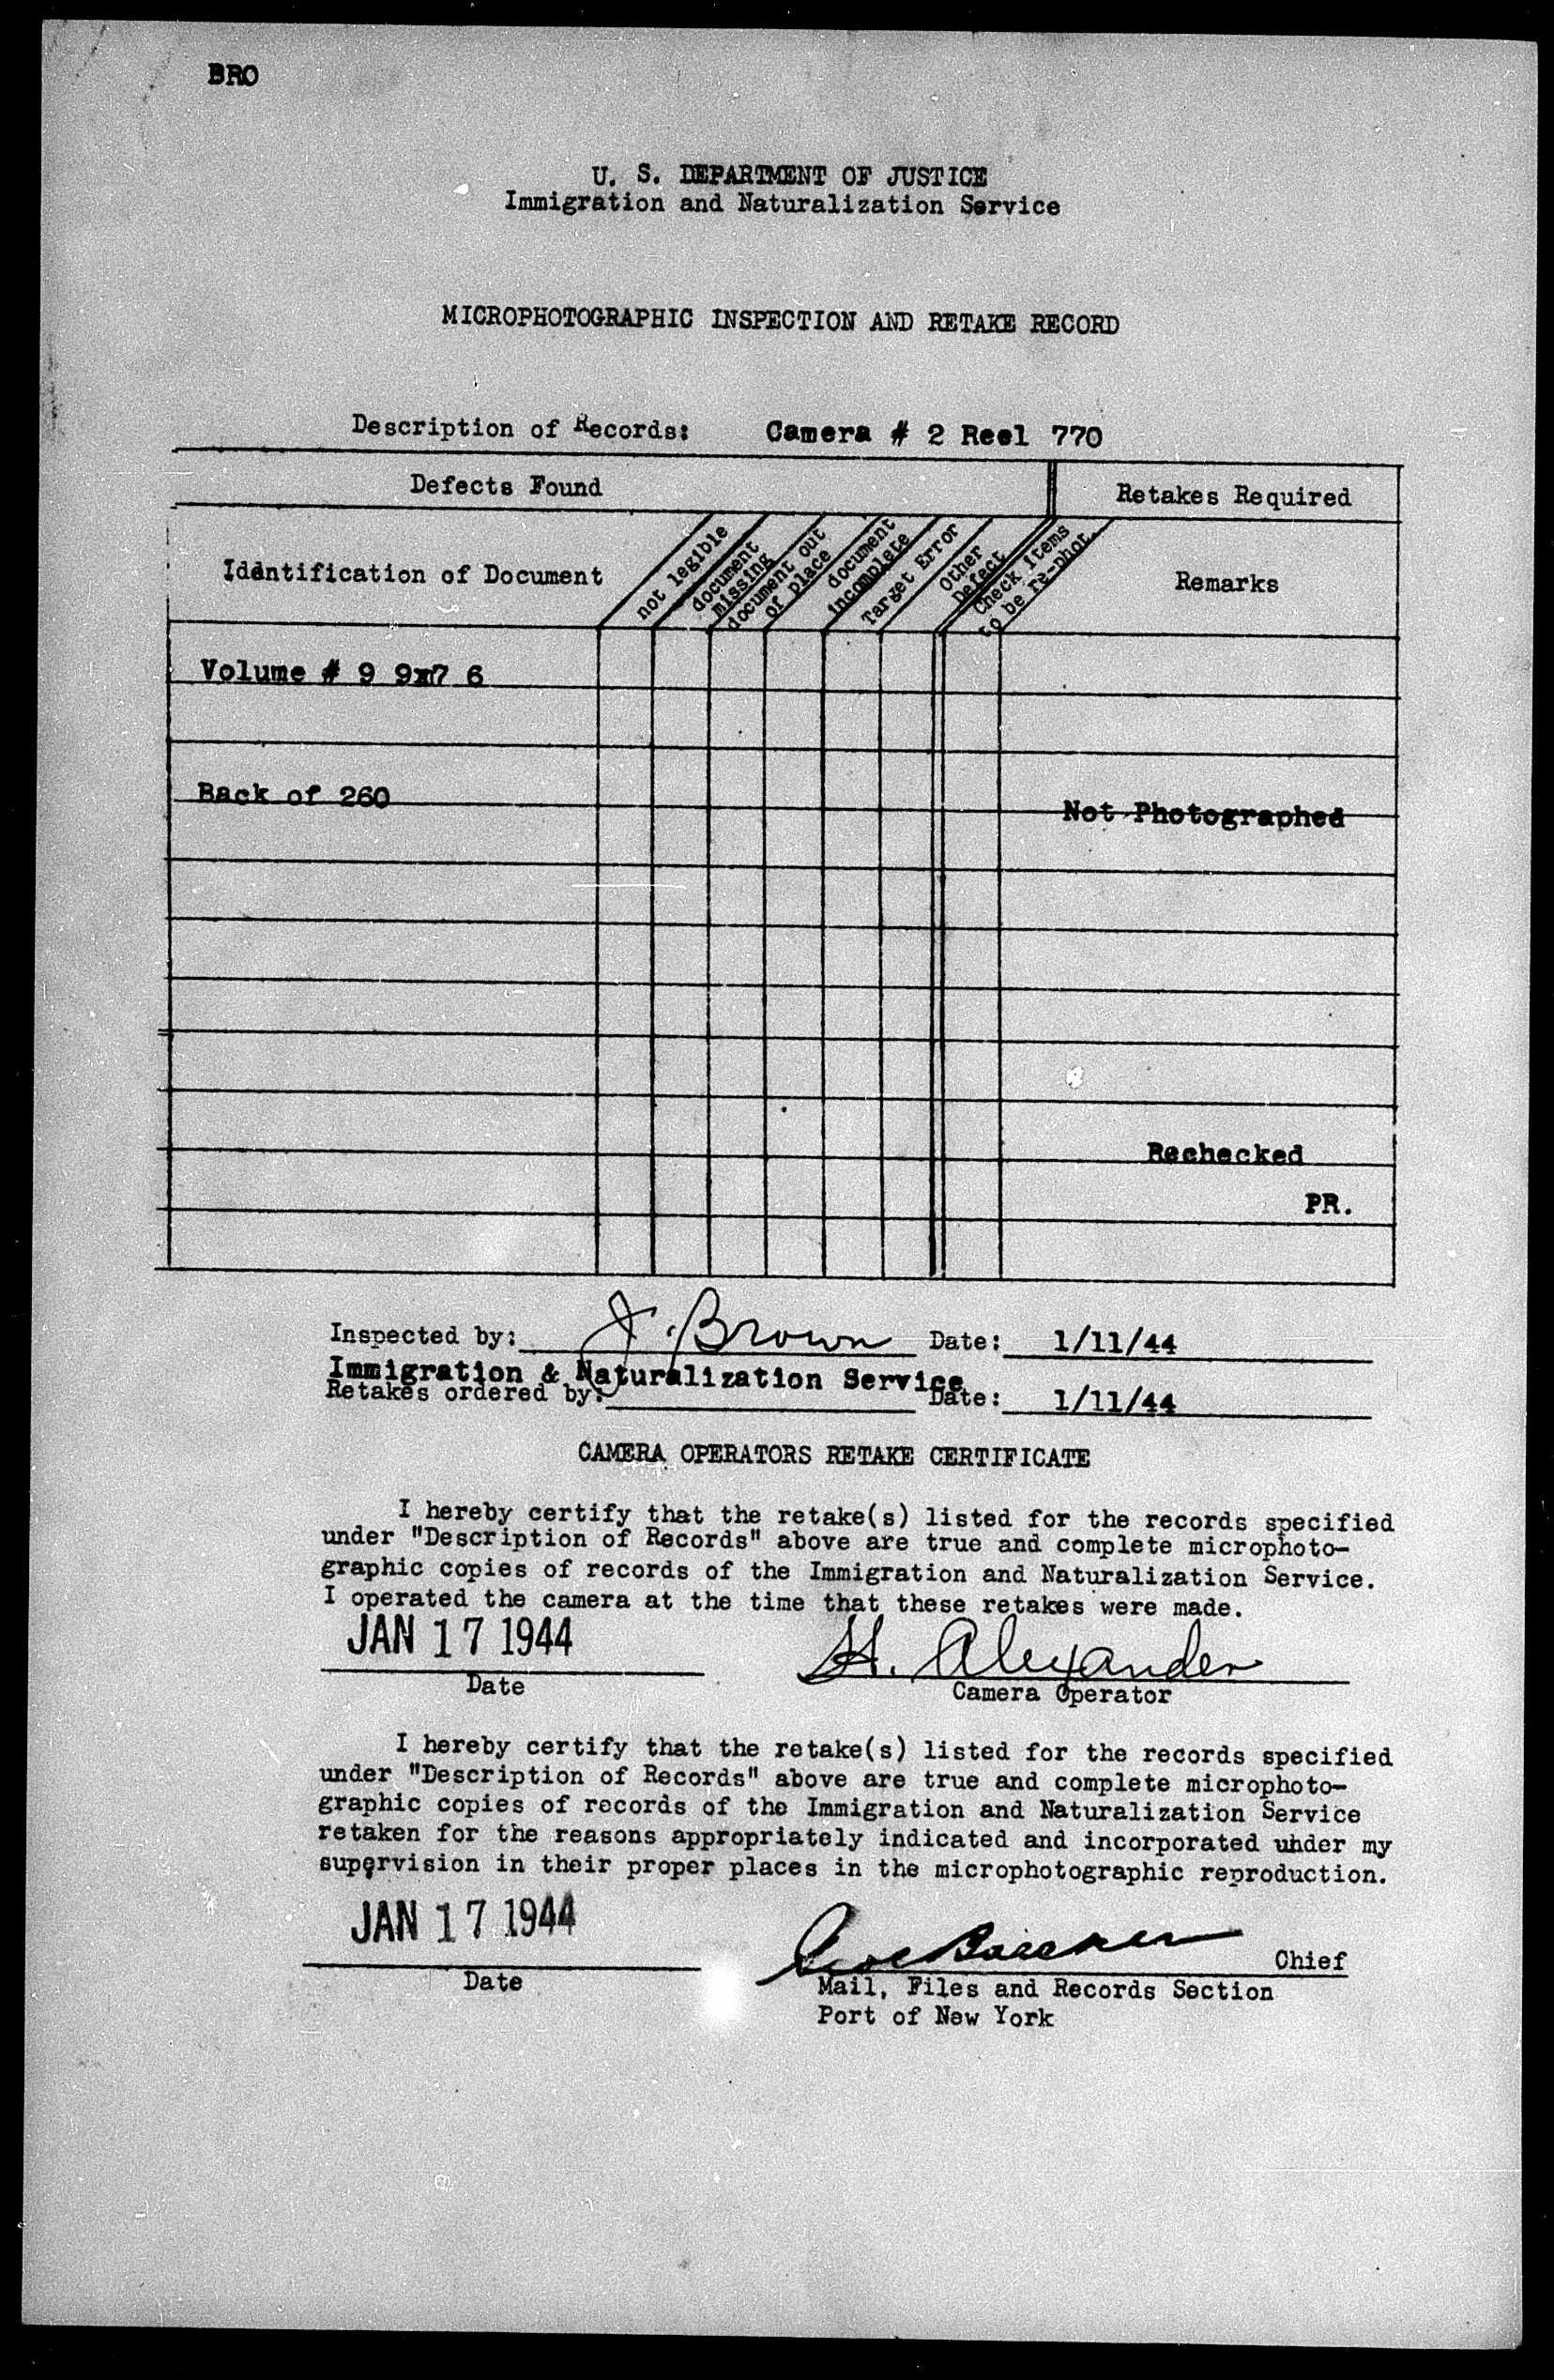 BRO
U. S. DEPARTMENT OF JUSTICE
Immigration and Naturalization Service
MICROPHOTOGRAPHIC INSPECTION AND RETAKE RECORD
Description of Records: Camera # 2 Reel 770
Defects Found
Retakes Required
Identification of Document
not legible
document missing
document out of place
document incomplete
Target Error
Other Defect
Check items to be re-phot.
Remarks
Volume # 9 9 7 6
Back of 260 Not Photographed
Rechecked
PR.
Inspected by: J. Brown Date: 1/11/44
Immigration & Naturalization Service
Retakes ordered by: Date: 1/11/44
CAMERA OPERATORS RETAKE CERTIFICATE
I hereby certify that the retake(s) listed for the records specified
under "Description of Records" above are true and complete microphoto-
graphic copies of records of the Immigration and Naturalization Service.
I operated the camera at the time that these retakes were made.
JAN 17 1944 H. Alexander
Date Camera Operator
I hereby certify that the retake(s) listed for the records specified
under "Description of Records" above are true and complete microphoto-
graphic copies of records of the Immigration and Naturalization Service
retaken for the reasons appropriately indicated and incorporated under my
supervision in their proper places in the microphotographic reproduction.
JAN 17 1944
Chief
Date Mail, Files and Records Section
Port of New York